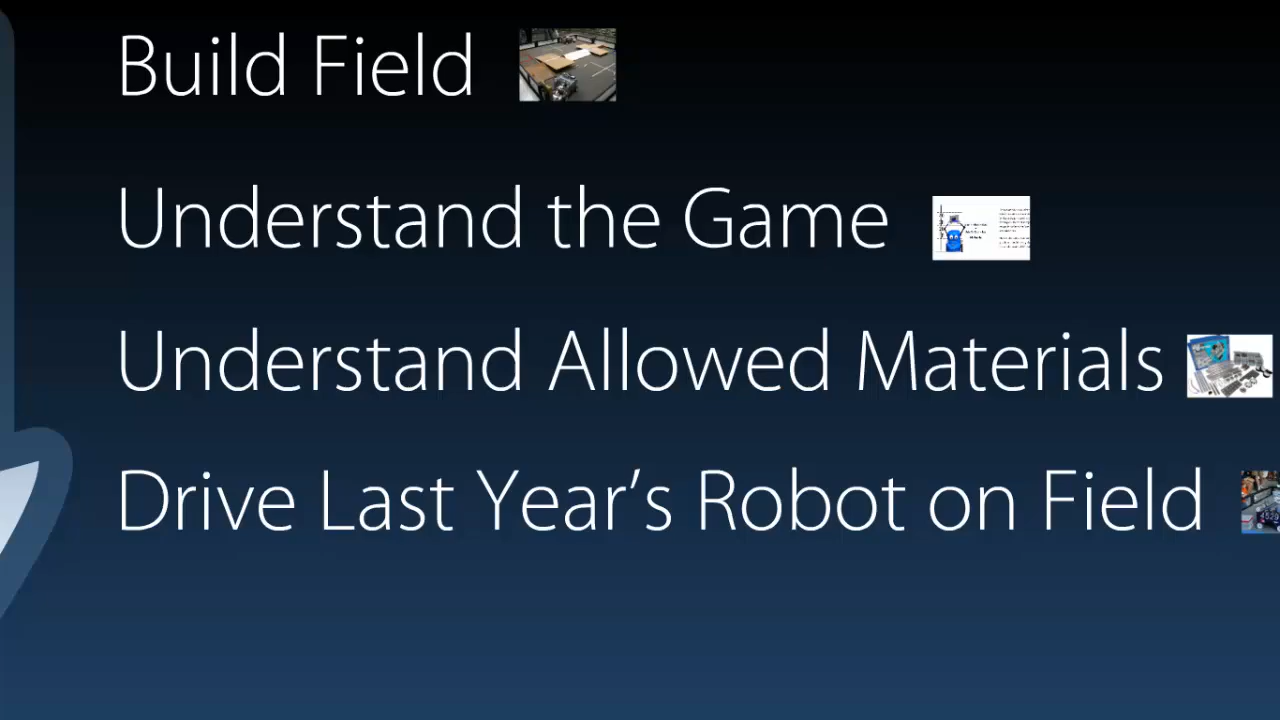 Build Field
Understand the Game
Understand Allowed Materials
Drive Last Year's Robot on Field